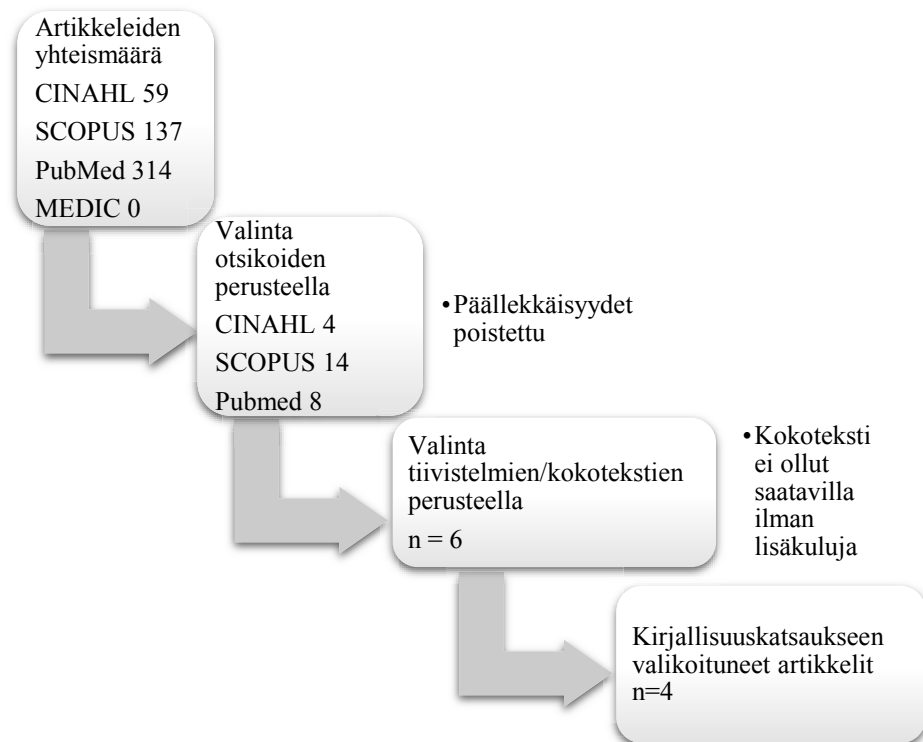 Artikkeleiden
yhteismäärä
CINAHL 59
SCOPUS 137
PubMed 314
MEDIC 0
Valinta
otsikoiden
perusteella
CINAHL 4
SCOPUS 14
Pubmed 8
•Päällekkäisyydet
poistettu
Valinta
tiivistelmien/kokotekstien
perusteella
n = 6
•Kokoteksti
ei ollut
saatavilla
ilman
lisäkuluja
Kirjallisuuskatsaukseen
valikoituneet artikkelit
n=4